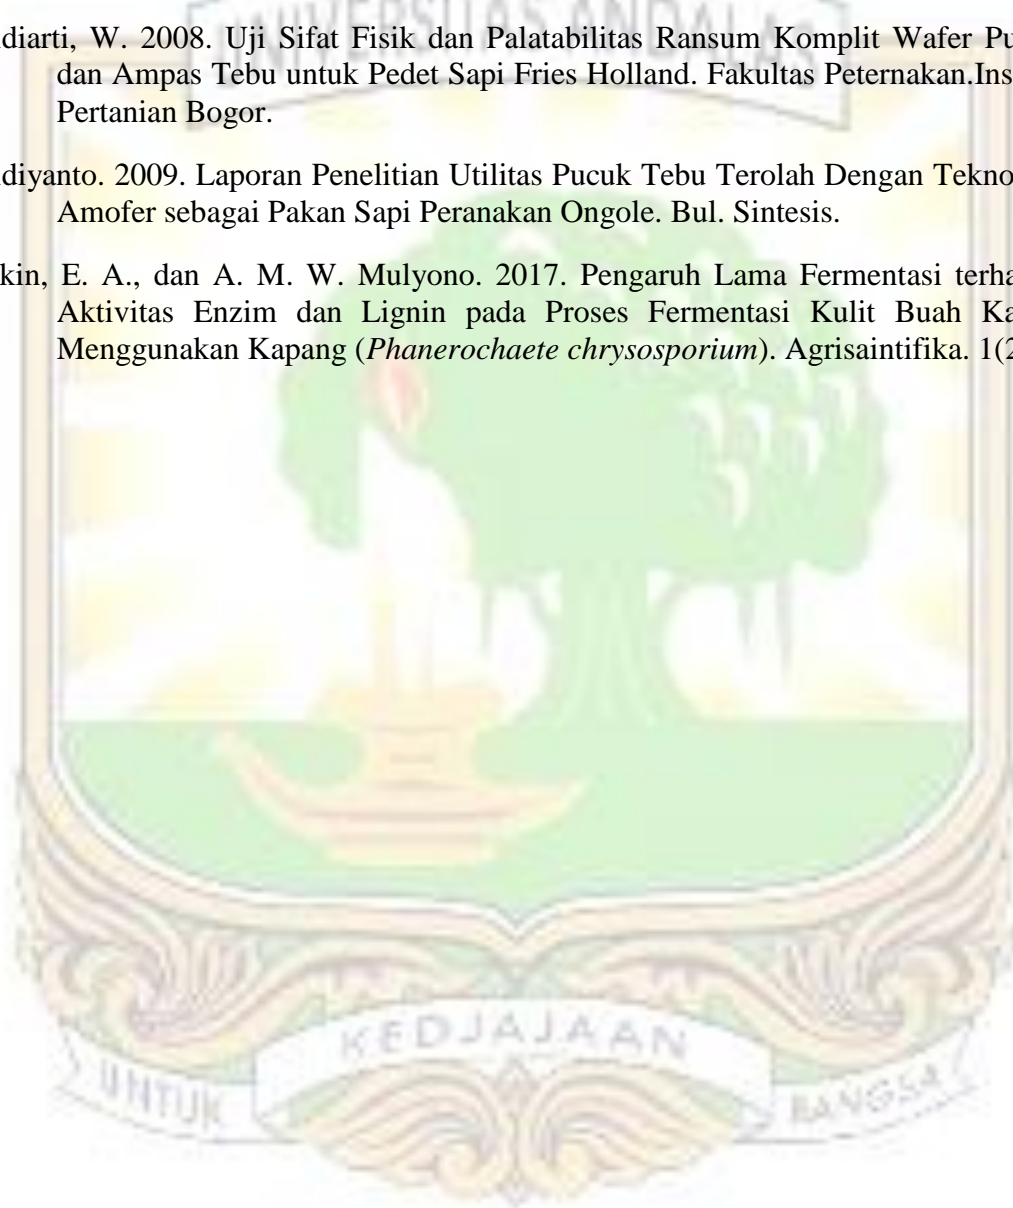 UNIVERSITAS ANDALAS
diarti, W. 2008. Uji Sifat Fisik dan Palatabilitas Ransum Komplit Wafer Pu
dan Ampas Tebu untuk Pedet Sapi Fries Holland. Fakultas Peternakan.Ins
Pertanian Bogor.
diyanto. 2009. Laporan Penelitian Utilitas Pucuk Tebu Terolah Dengan Tekno
Amofer sebagai Pakan Sapi Peranakan Ongole. Bul. Sintesis.
kin, E. A., dan A. M. W. Mulyono. 2017. Pengaruh Lama Fermentasi terha
Aktivitas Enzim dan Lignin pada Proses Fermentasi Kulit Buah Ka
Menggunakan Kapang (Phanerochaete chrysosporium). Agrisaintifika. 1(2
UNTUK KEDJAJAAN BANGSA